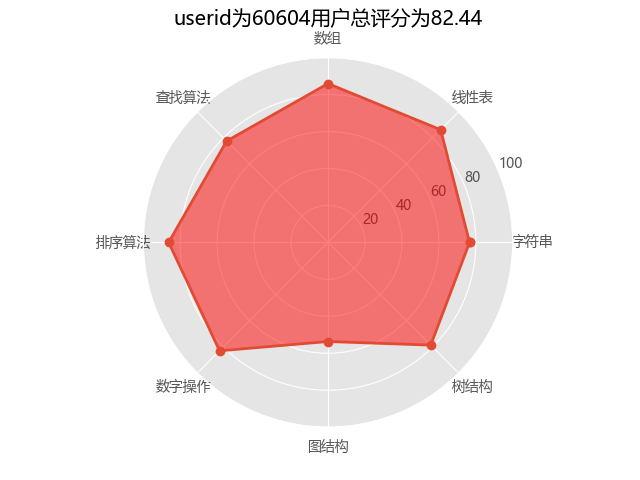 userid为60604用户总评分为82.44
数组
查找算法
线性表
100
80
60
40
20
排序算法
字符串
数字操作
树结构
图结构